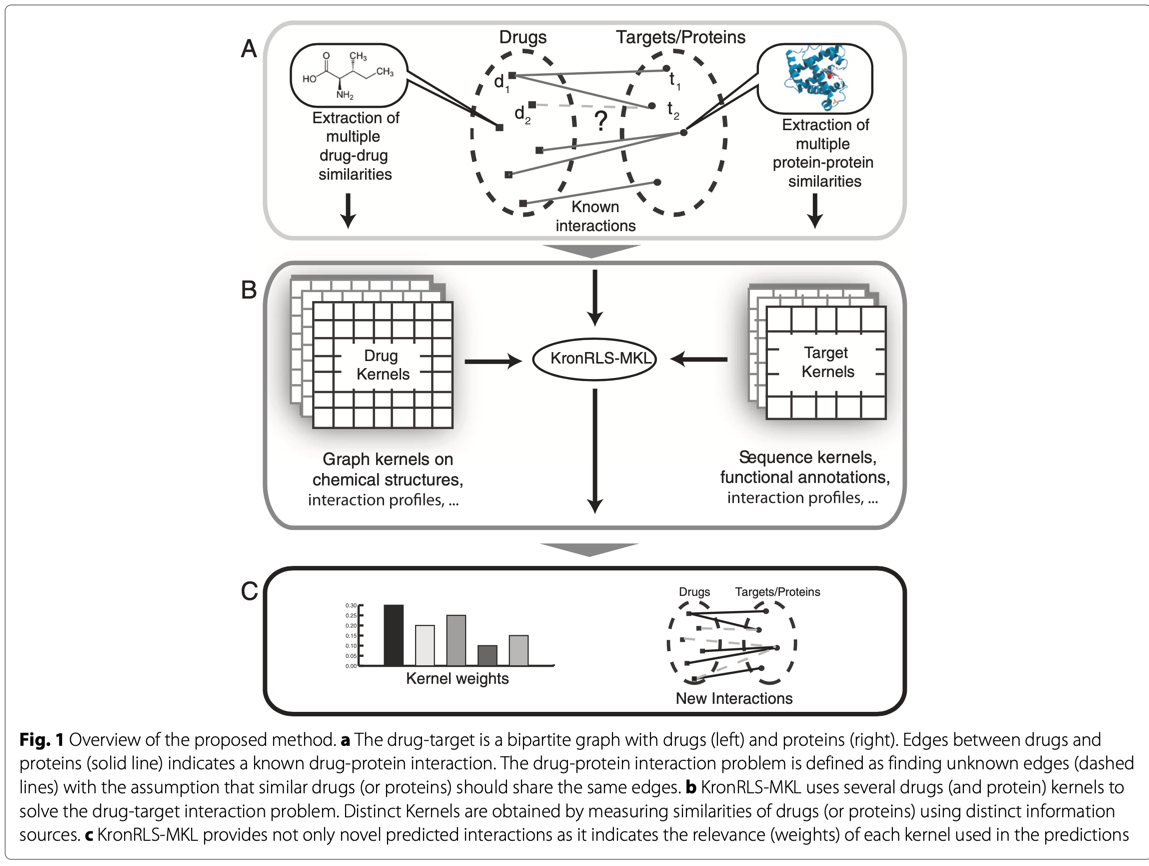 A
Drugs
Targets/Proteins
O
HO
NH₂
CH₃
CH₃
d₁
t₁
d₂
t₂
?
Extraction of
multiple
drug-drug
similarities
Extraction of
multiple
protein-protein
similarities
Known
interactions
B
Drug
Kernels
KronRLS-MKL
Target
Kernels
Graph kernels on
chemical structures,
interaction profiles, ...
Sequence kernels,
functional annotations,
interaction profiles, ...
C
0.30
0.25
0.20
0.15
0.10
0.05
0.00
Kernel weights
Drugs
Targets/Proteins
New Interactions
Fig. 1 Overview of the proposed method. a The drug-target is a bipartite graph with drugs (left) and proteins (right). Edges between drugs and
proteins (solid line) indicates a known drug-protein interaction. The drug-protein interaction problem is defined as finding unknown edges (dashed
lines) with the assumption that similar drugs (or proteins) should share the same edges. b KronRLS-MKL uses several drugs (and protein) kernels to
solve the drug-target interaction problem. Distinct Kernels are obtained by measuring similarities of drugs (or proteins) using distinct information
sources. c KronRLS-MKL provides not only novel predicted interactions as it indicates the relevance (weights) of each kernel used in the predictions